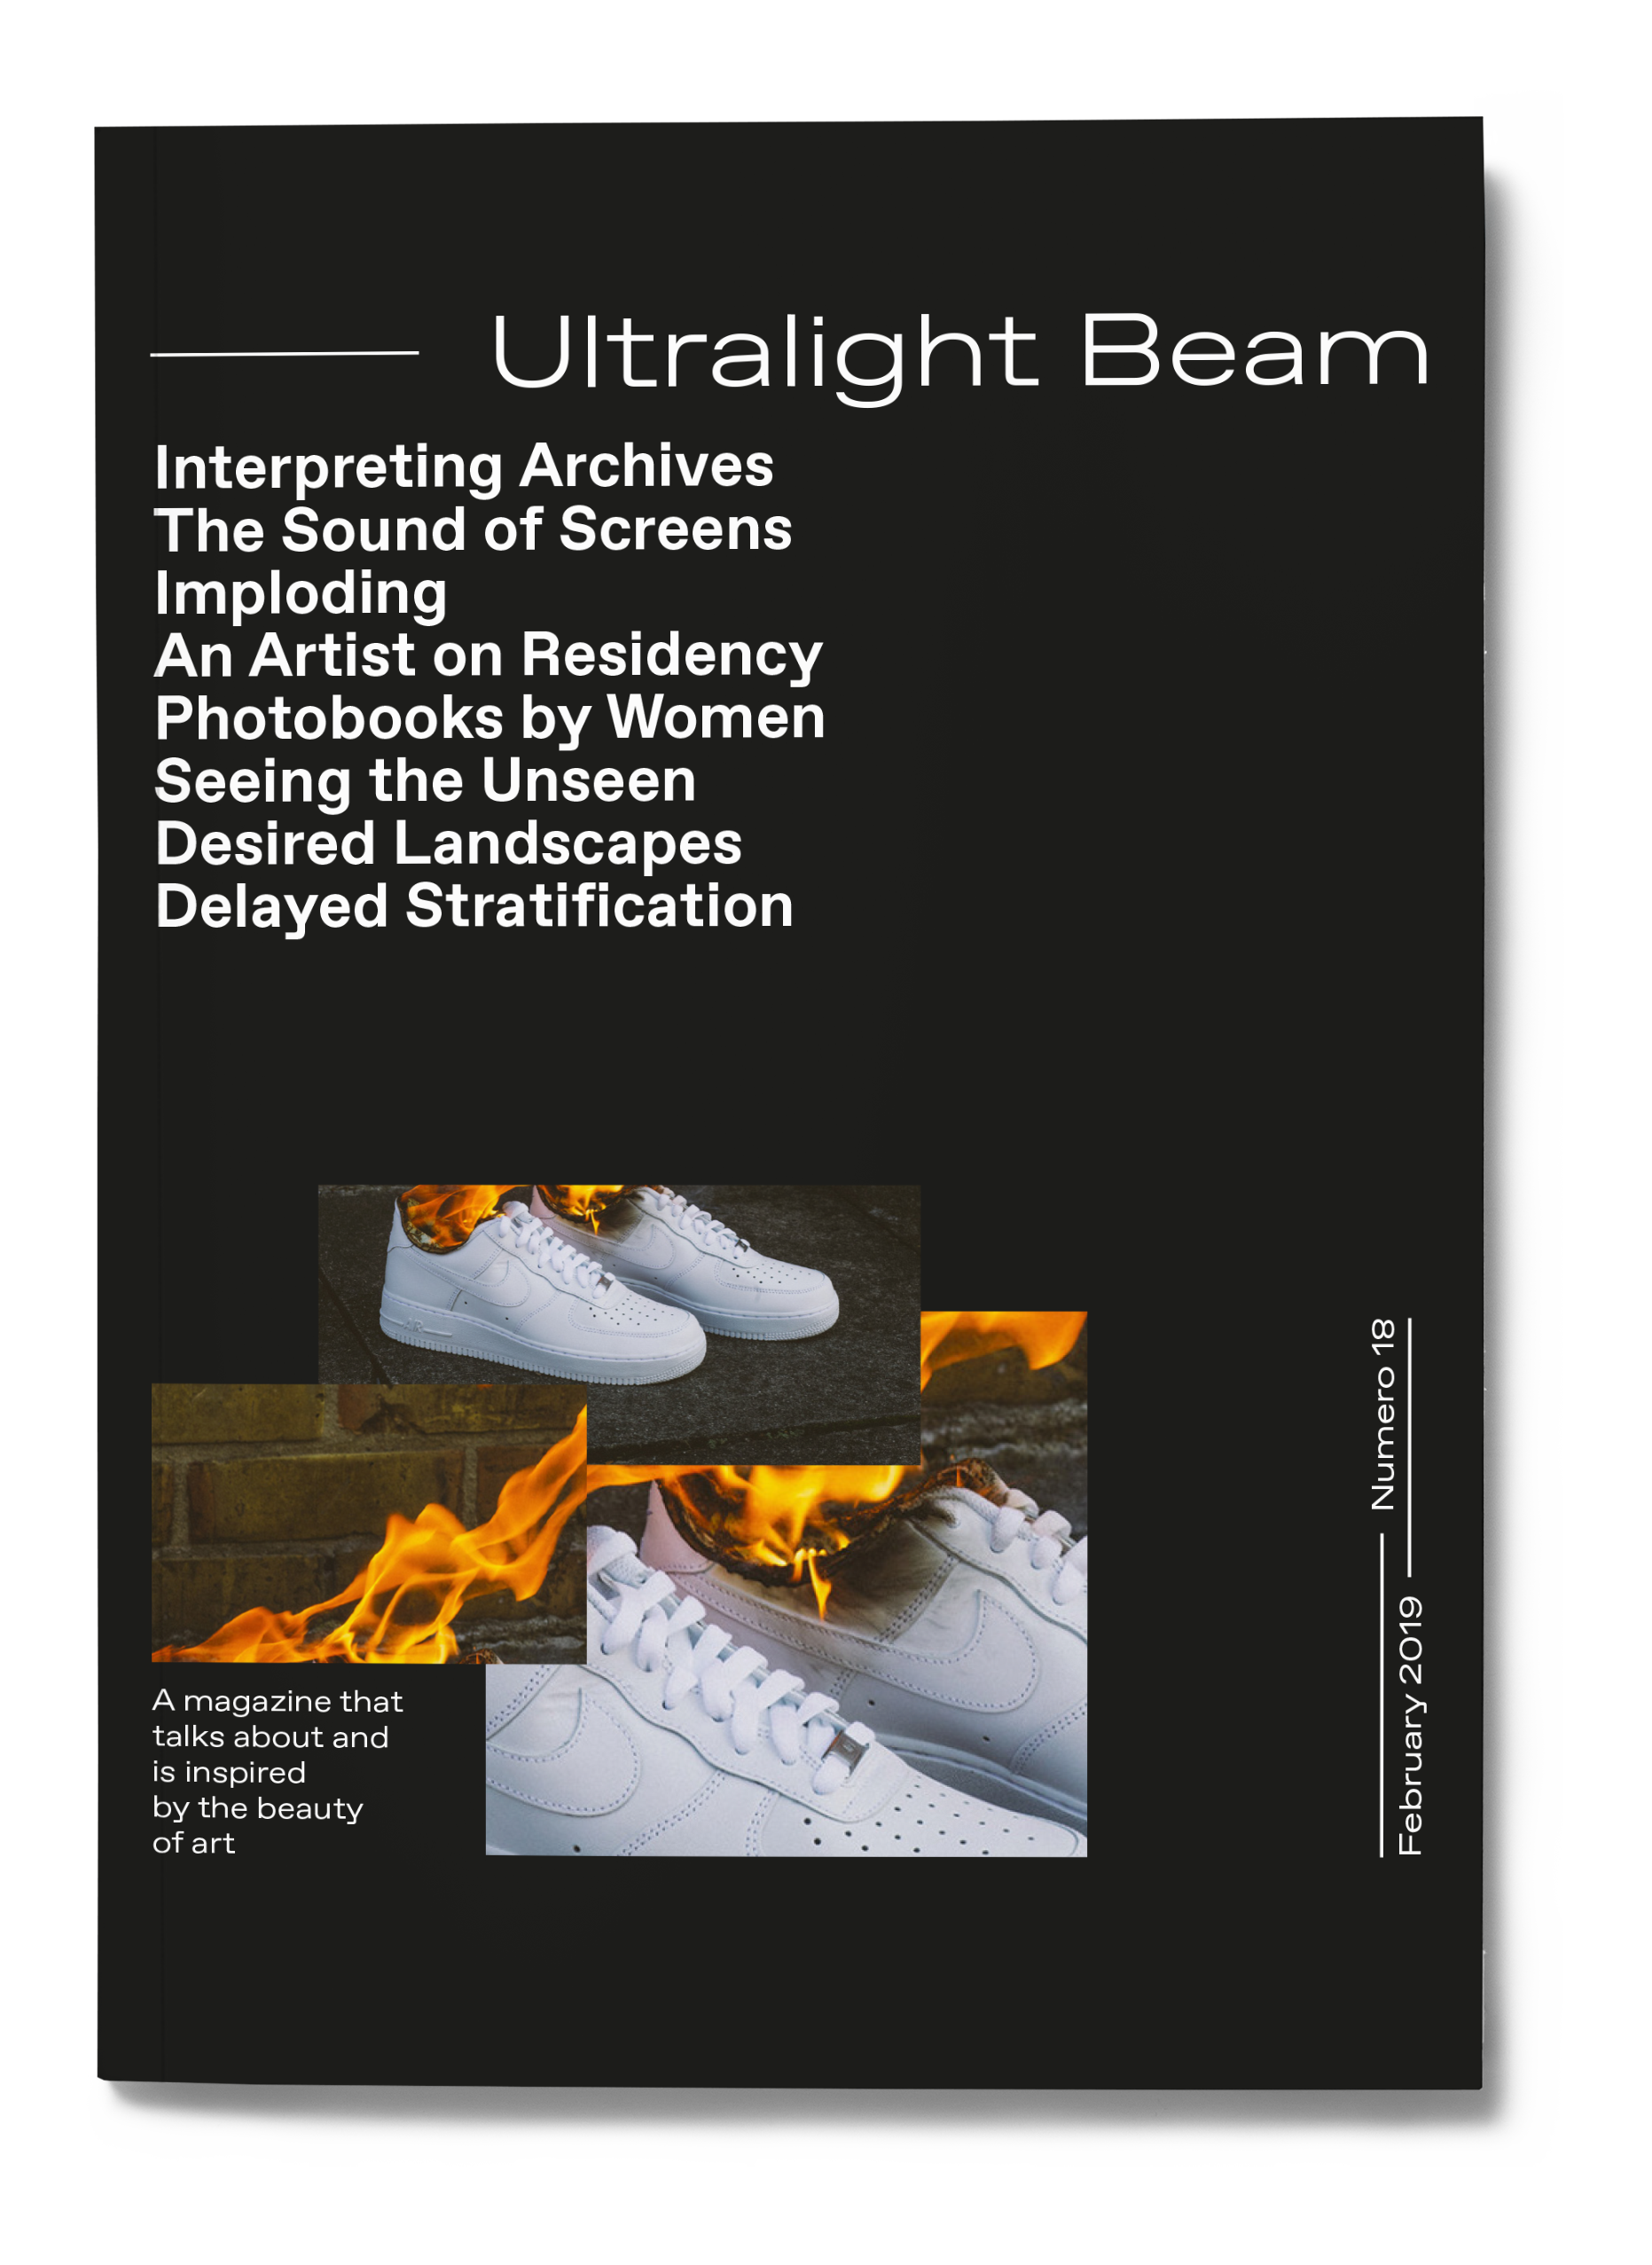 Ultralight Beam
Interpreting Archives
The Sound of Screens
Imploding
An Artist on Residency
Photobooks by Women
Seeing the Unseen
Desired Landscapes
Delayed Stratification
AIR
A magazine that
talks about and
is inspired
by the beauty
of art
Numero 18
February 2019